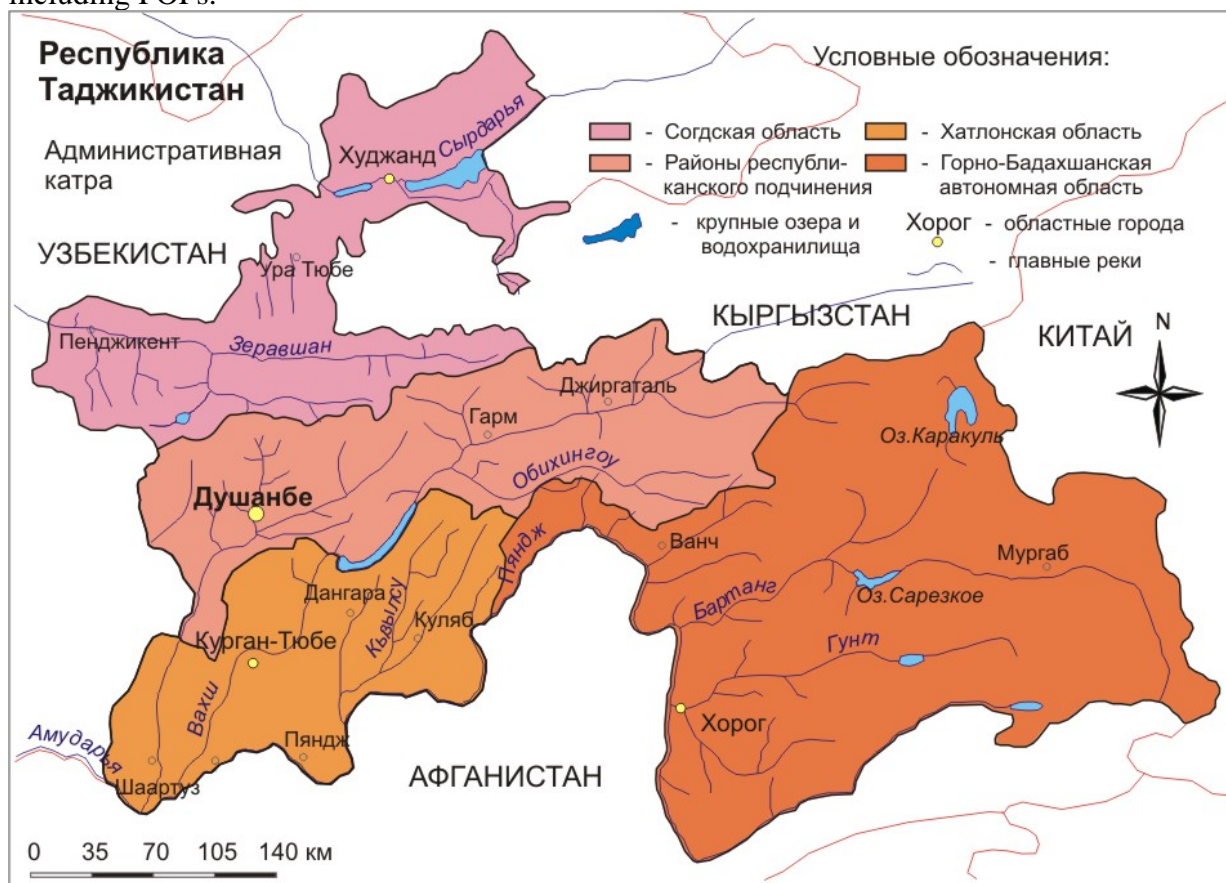 including POPs.
Республика
Таджикистан
Административная
катра
Условные обозначения:
- Согдская область
- Районы республи-
канского подчинения
- Хатлонская область
- Горно-Бадахшанская
автономная область
- крупные озера и
водохранилища
Хорог - областные города
- главные реки
N
УЗБЕКИСТАН
КЫРГЫЗСТАН
КИТАЙ
АФГАНИСТАН
Худжанд
Сырдарья
Ура Тюбе
Пенджикент
Зеравшан
Джиргаталь
Гарм
Обихингоу
Душанбе
Оз.Каракуль
Пяндж
Ванч
Мургаб
Бартанг
Оз.Сарезкое
Дангара
Кызылсу
Куляб
Курган-Тюбе
Гунт
Вахш
Хорог
Амударья
Пяндж
Шаартуз
0 35 70 105 140 км